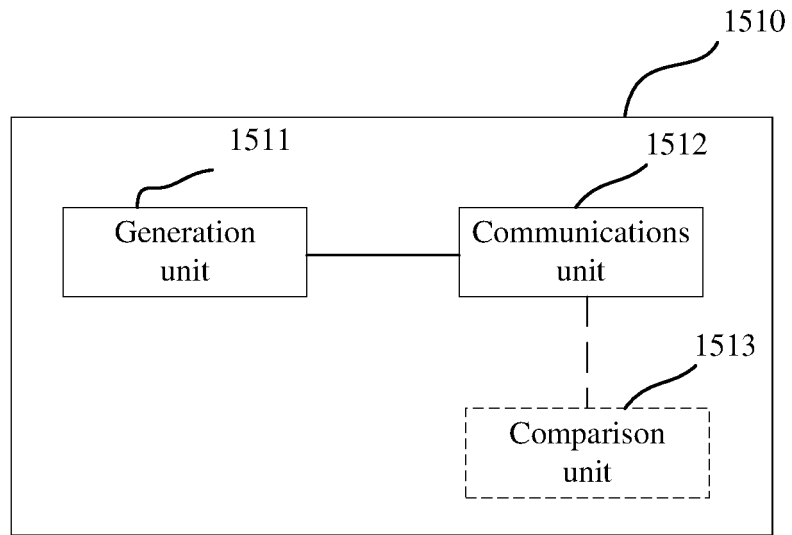 1510
1511
1512
Generation
unit
Communications
unit
1513
Comparison
unit